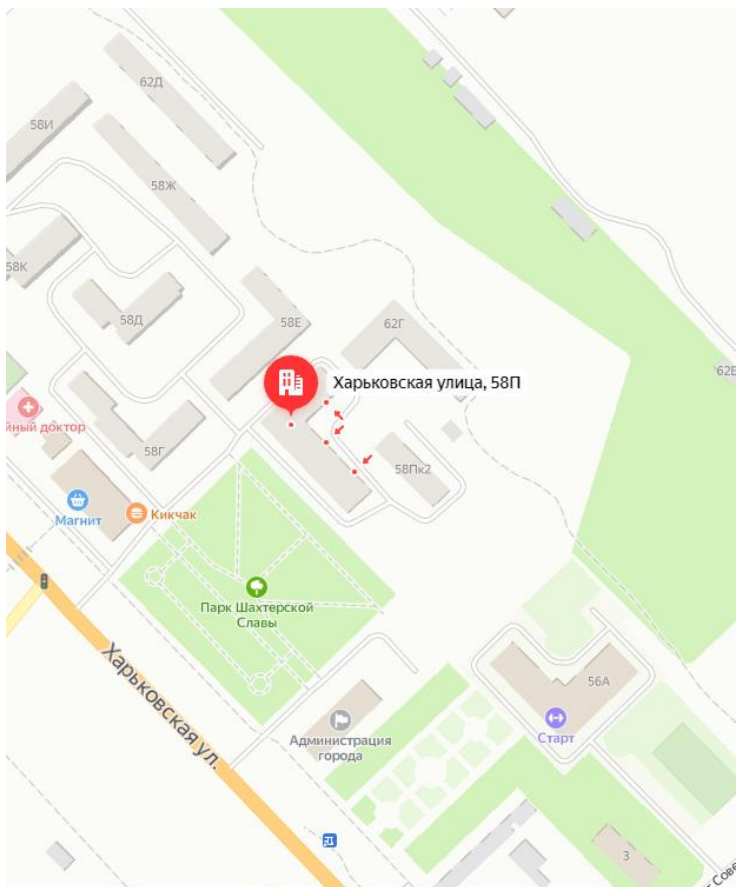 62Д
58И
58Ж
58К
58Д
58Е
62Г
62В
Харьковская улица, 58П
йный доктор
58Г
58Пк2
Магнит
Кикчак
Парк Шахтерской
Славы
Харьковская ул.
56А
Администрация
города
Старт
3